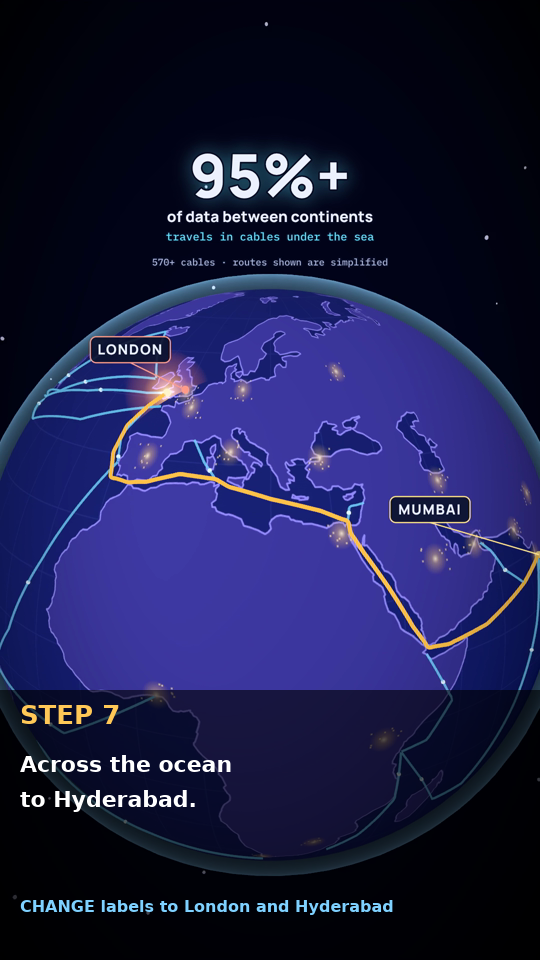 95%+
of data between continents
travels in cables under the sea
570+ cables · routes shown are simplified
LONDON
MUMBAI
STEP 7
Across the ocean
to Hyderabad.
CHANGE labels to London and Hyderabad